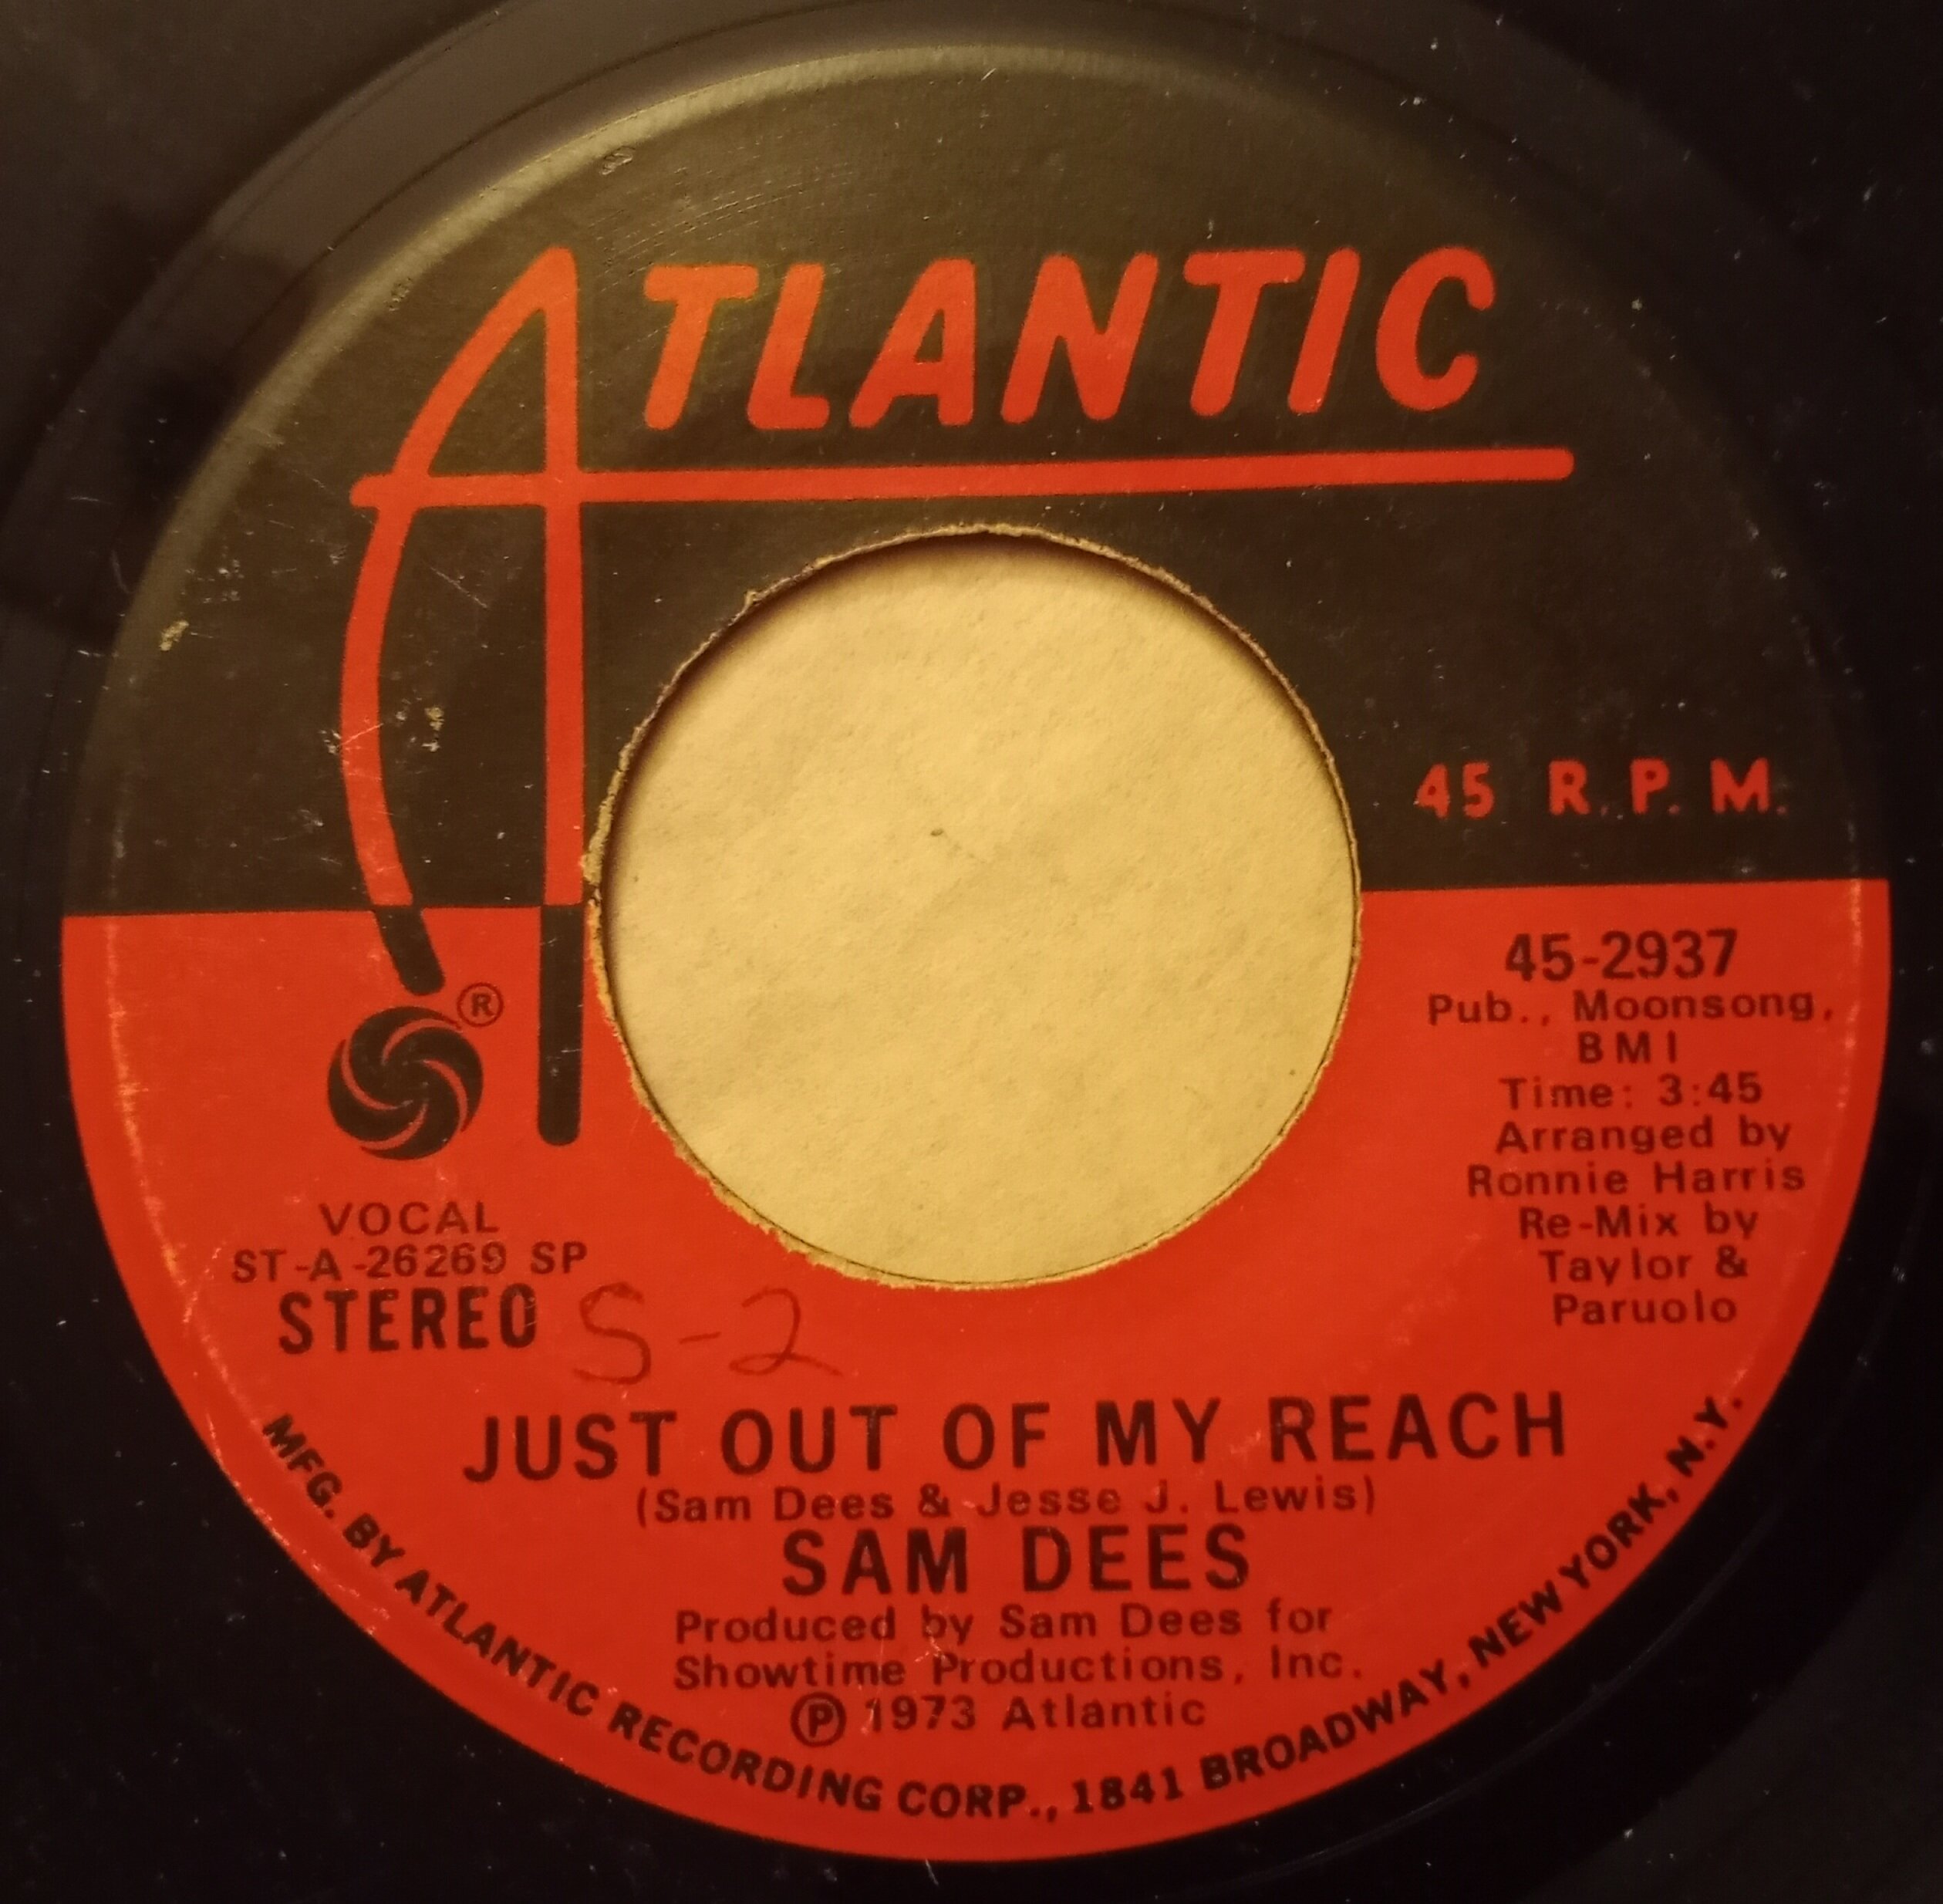 ATLANTIC
45 R.P.M.
45-2937
Pub., Moonsong,
BMI
Time: 3:45
Arranged by
Ronnie Harris
Re-Mix by
Taylor &
Paruolo
®
VOCAL
ST-A-26269 SP
STEREO
S-2
JUST OUT OF MY REACH
(Sam Dees & Jesse J. Lewis)
SAM DEES
Produced by Sam Dees for
Showtime Productions, Inc.
℗ 1973 Atlantic
MFG. BY ATLANTIC RECORDING CORP., 1841 BROADWAY, NEW YORK, N.Y.